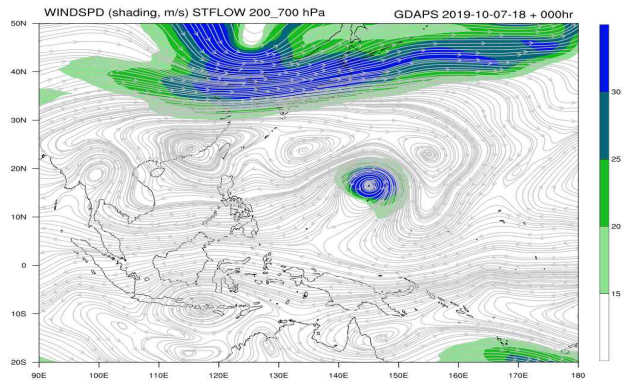 WINDSPD (shading, m/s) STFLOW 200_700 hPa GDAPS 2019-10-07-18 + 000hr
50N
40N
30N
20N
10N
0
10S
20S
90E 100E 110E 120E 130E 140E 150E 160E 170E 180
30
25
20
15